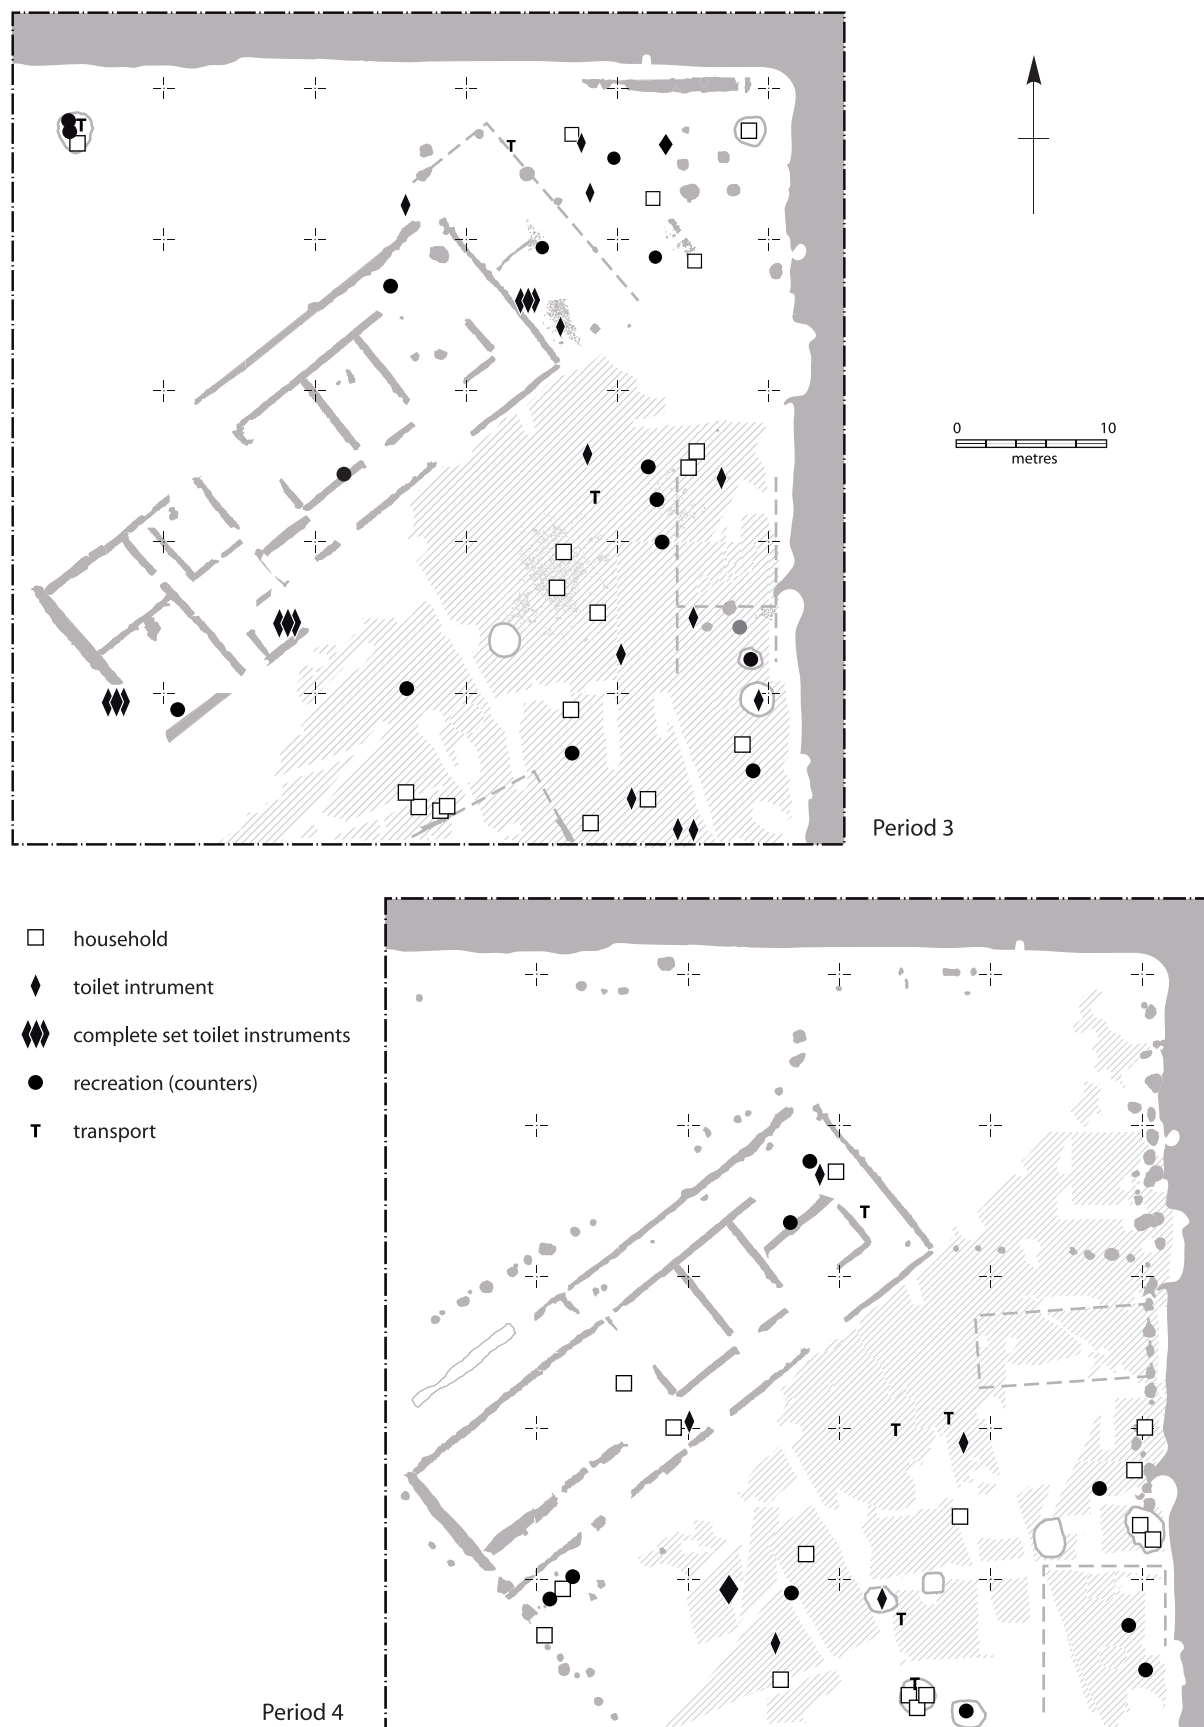 T
T
0 10
metres
T
Period 3
household
toilet intrument
complete set toilet instruments
recreation (counters)
T transport
T
T
T
T
T
Period 4